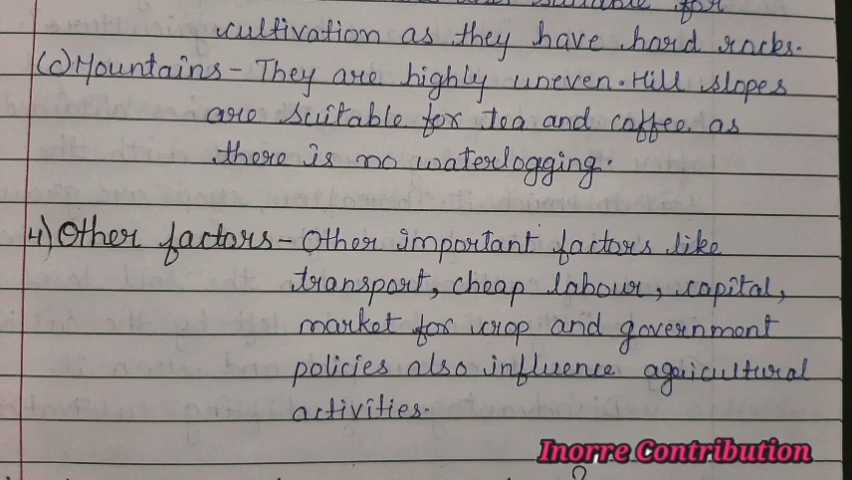 suitable for
cultivation as they have hard rocks.
(c) Mountains - They are highly uneven. Hill slopes
are suitable for tea and coffee as
there is no waterlogging.
4) Other factors - Other important factors like
transport, cheap labour, capital,
market for crop and government
policies also influence agricultural
activities.
Inorre Contribution